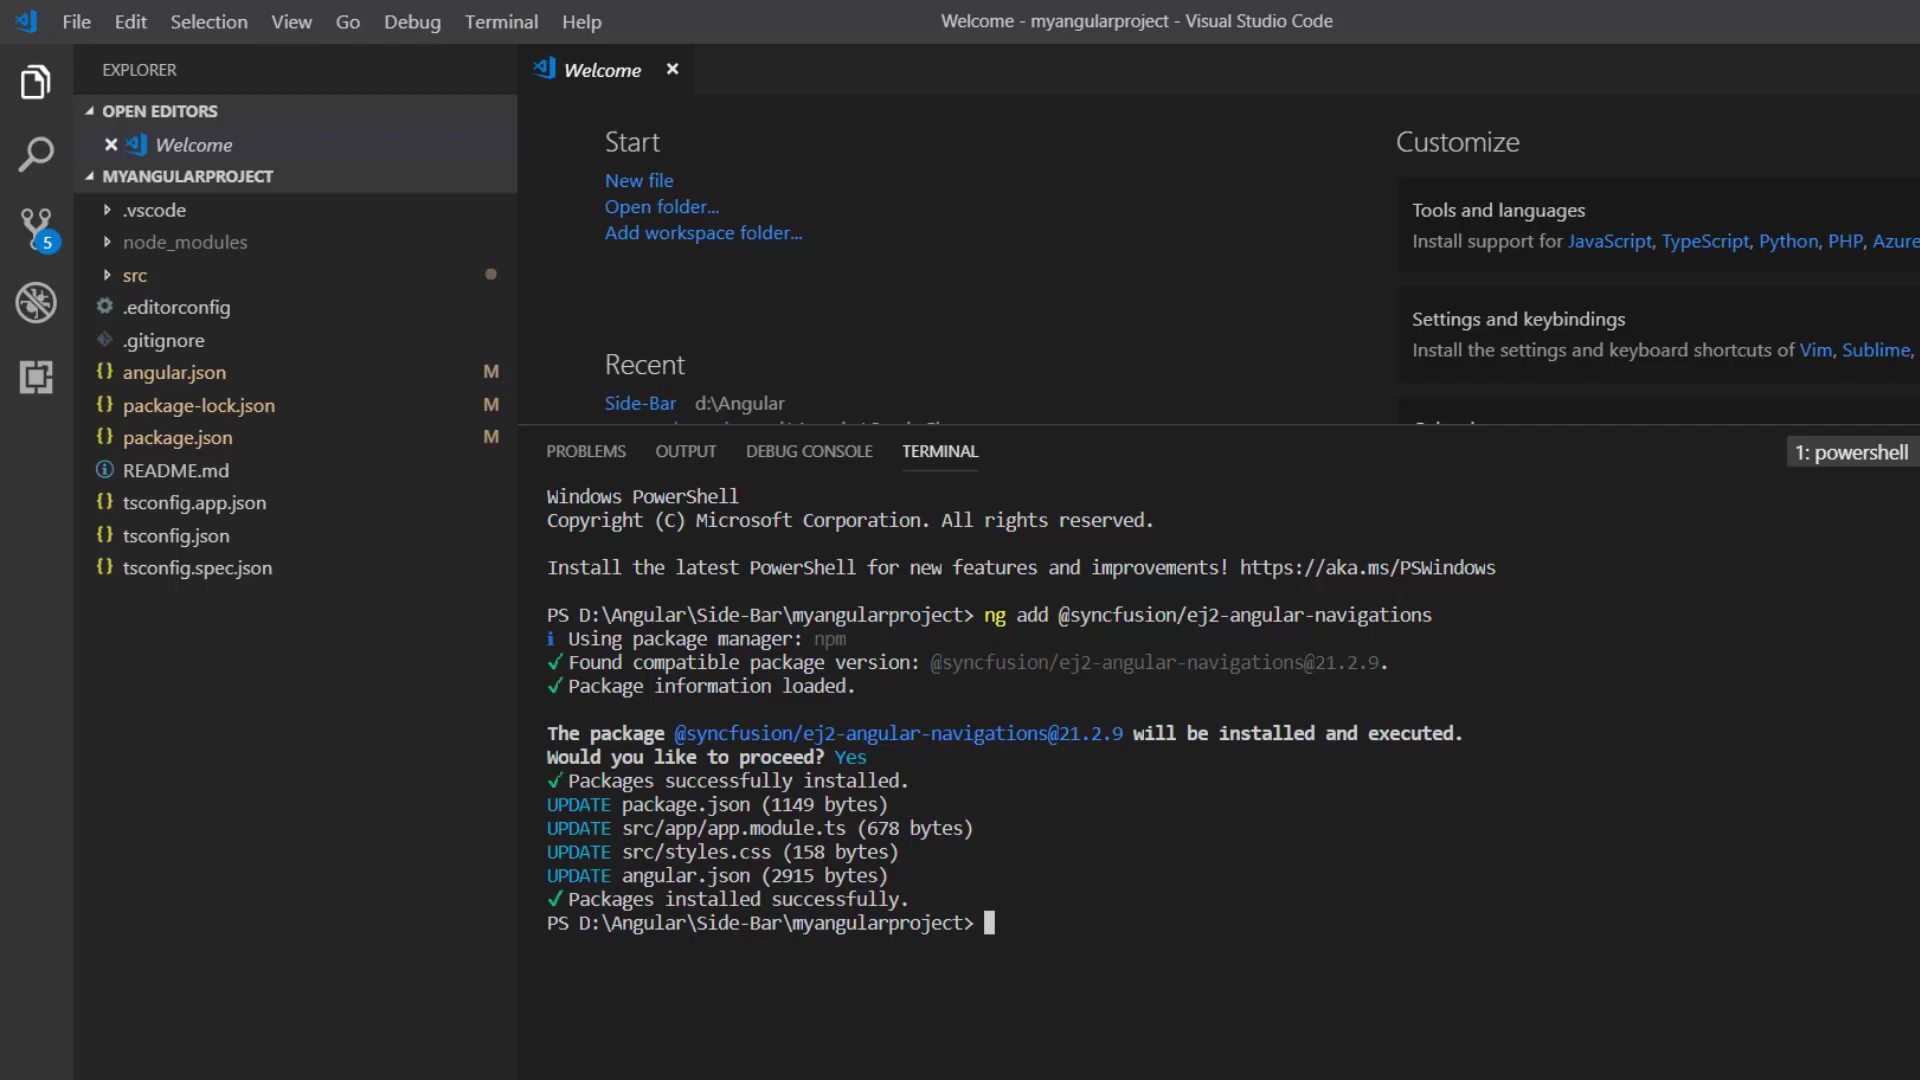 File Edit Selection View Go Debug Terminal Help
Welcome - myangularproject - Visual Studio Code
EXPLORER
OPEN EDITORS
Welcome
MYANGULARPROJECT
.vscode
node_modules
src
.editorconfig
.gitignore
angular.json M
package-lock.json M
package.json M
README.md
tsconfig.app.json
tsconfig.json
tsconfig.spec.json
5
Welcome
Start
New file
Open folder...
Add workspace folder...
Recent
Side-Bar d:\Angular
Customize
Tools and languages
Install support for JavaScript, TypeScript, Python, PHP, Azure
Settings and keybindings
Install the settings and keyboard shortcuts of Vim, Sublime,
PROBLEMS OUTPUT DEBUG CONSOLE TERMINAL
1: powershell
Windows PowerShell
Copyright (C) Microsoft Corporation. All rights reserved.
Install the latest PowerShell for new features and improvements! https://aka.ms/PSWindows
PS D:\Angular\Side-Bar\myangularproject> ng add @syncfusion/ej2-angular-navigations
i Using package manager: npm
✓ Found compatible package version: @syncfusion/ej2-angular-navigations@21.2.9.
✓ Package information loaded.
The package @syncfusion/ej2-angular-navigations@21.2.9 will be installed and executed.
Would you like to proceed? Yes
✓ Packages successfully installed.
UPDATE package.json (1149 bytes)
UPDATE src/app/app.module.ts (678 bytes)
UPDATE src/styles.css (158 bytes)
UPDATE angular.json (2915 bytes)
✓ Packages installed successfully.
PS D:\Angular\Side-Bar\myangularproject>